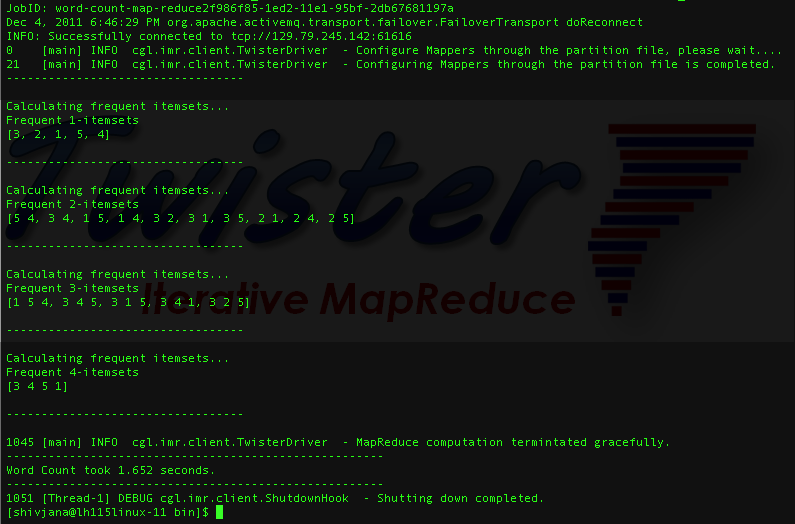 JobID: word-count-map-reduce2f986f85-1ed2-11e1-95bf-2db67681197a
Dec 4, 2011 6:46:29 PM org.apache.activemq.transport.failover.FailoverTransport doReconnect
INFO: Successfully connected to tcp://129.79.245.142:61616
0    [main] INFO  cgl.imr.client.TwisterDriver  - Configure Mappers through the partition file, please wait....
21   [main] INFO  cgl.imr.client.TwisterDriver  - Configuring Mappers through the partition file is completed.
----------------------------------
Calculating frequent itemsets...
Frequent 1-itemsets
[3, 2, 1, 5, 4]
----------------------------------
Calculating frequent itemsets...
Frequent 2-itemsets
[5 4, 3 4, 1 5, 1 4, 3 2, 3 1, 3 5, 2 1, 2 4, 2 5]
----------------------------------
Calculating frequent itemsets...
Frequent 3-itemsets
[1 5 4, 3 4 5, 3 1 5, 3 4 1, 3 2 5]
----------------------------------
Calculating frequent itemsets...
Frequent 4-itemsets
[3 4 5 1]
----------------------------------
1045 [main] INFO  cgl.imr.client.TwisterDriver  - MapReduce computation termintated gracefully.
------------------------------------------------------
Word Count took 1.652 seconds.
------------------------------------------------------
1051 [Thread-1] DEBUG cgl.imr.client.ShutdownHook  - Shutting down completed.
[shivjana@lh115linux-11 bin]$
Twister
Iterative MapReduce